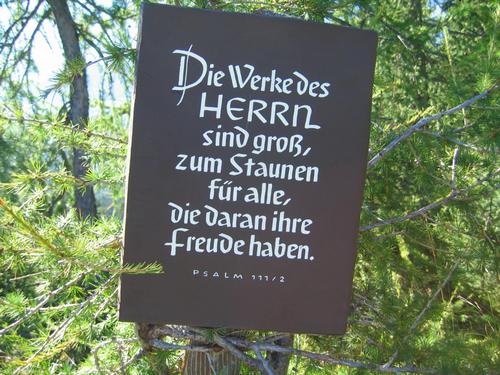 Die Werke des
HERRN
sind groß,
zum Staunen
für alle,
die daran ihre
Freude haben.
PSALM 111/2